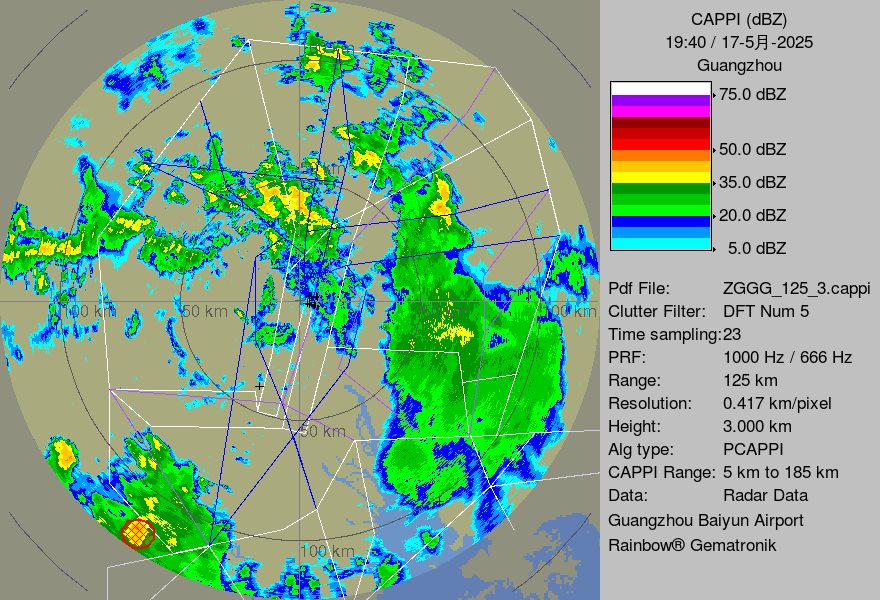 CAPPI (dBZ)
19:40 / 17-5月-2025
Guangzhou
75.0 dBZ
50.0 dBZ
35.0 dBZ
20.0 dBZ
5.0 dBZ
Pdf File: ZGGG_125_3.cappi
Clutter Filter: DFT Num 5
Time sampling:23
PRF: 1000 Hz / 666 Hz
Range: 125 km
Resolution: 0.417 km/pixel
Height: 3.000 km
Alg type: PCAPPI
CAPPI Range: 5 km to 185 km
Data: Radar Data
Guangzhou Baiyun Airport
Rainbow® Gematronik
100 km
50 km
50 km
100 km